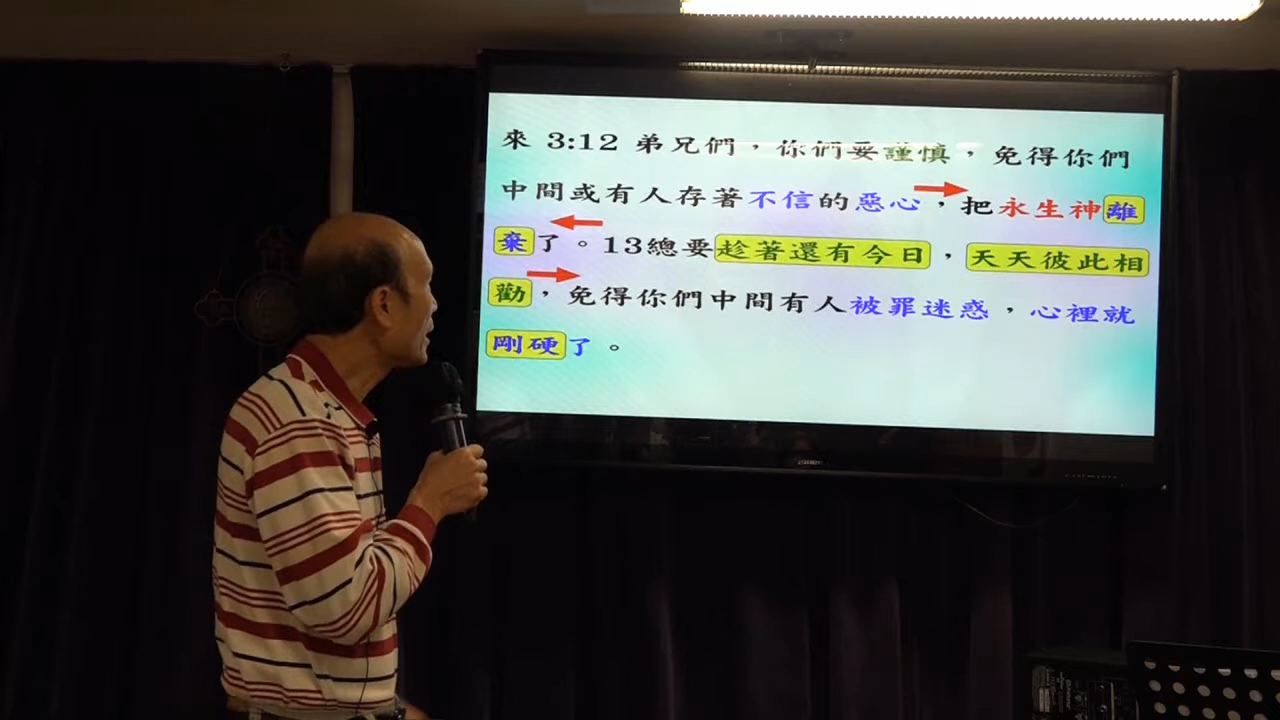 來 3:12 弟兄們，你們要謹慎，免得你們
中間或有人存著不信的惡心，把永生神離
棄了。13總要趁著還有今日，天天彼此相
勸，免得你們中間有人被罪迷惑，心裡就
剛硬了。